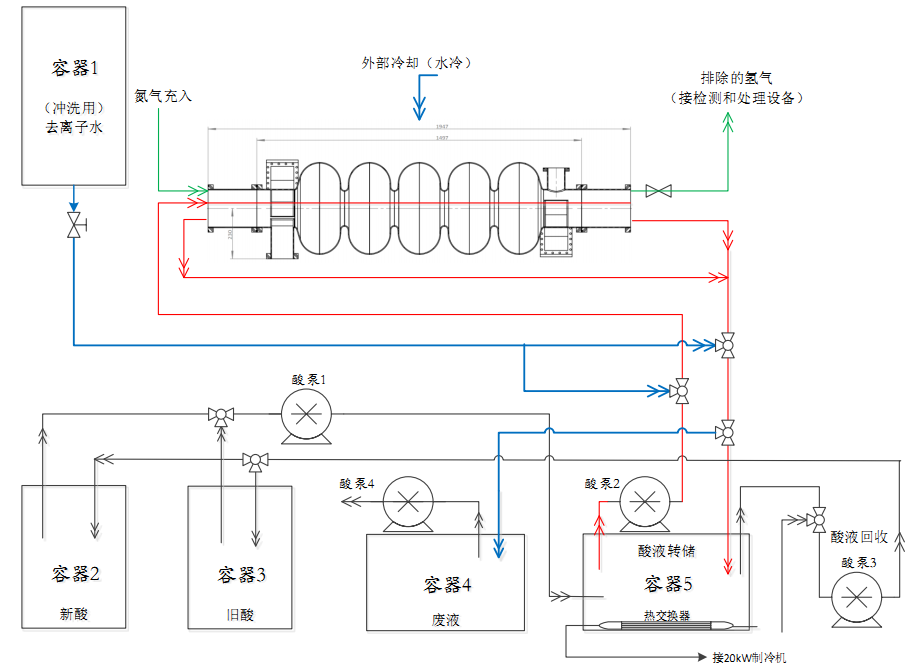 容器1
(冲洗用)
去离子水
氮气充入
外部冷却(水冷)
排除的氢气
(接检测和处理设备)
1947
1497
230
酸泵1
酸泵4
酸泵2
酸液转储
酸液回收
酸泵3
容器2
新酸
容器3
旧酸
容器4
废液
容器5
热交换器
接20kW制冷机